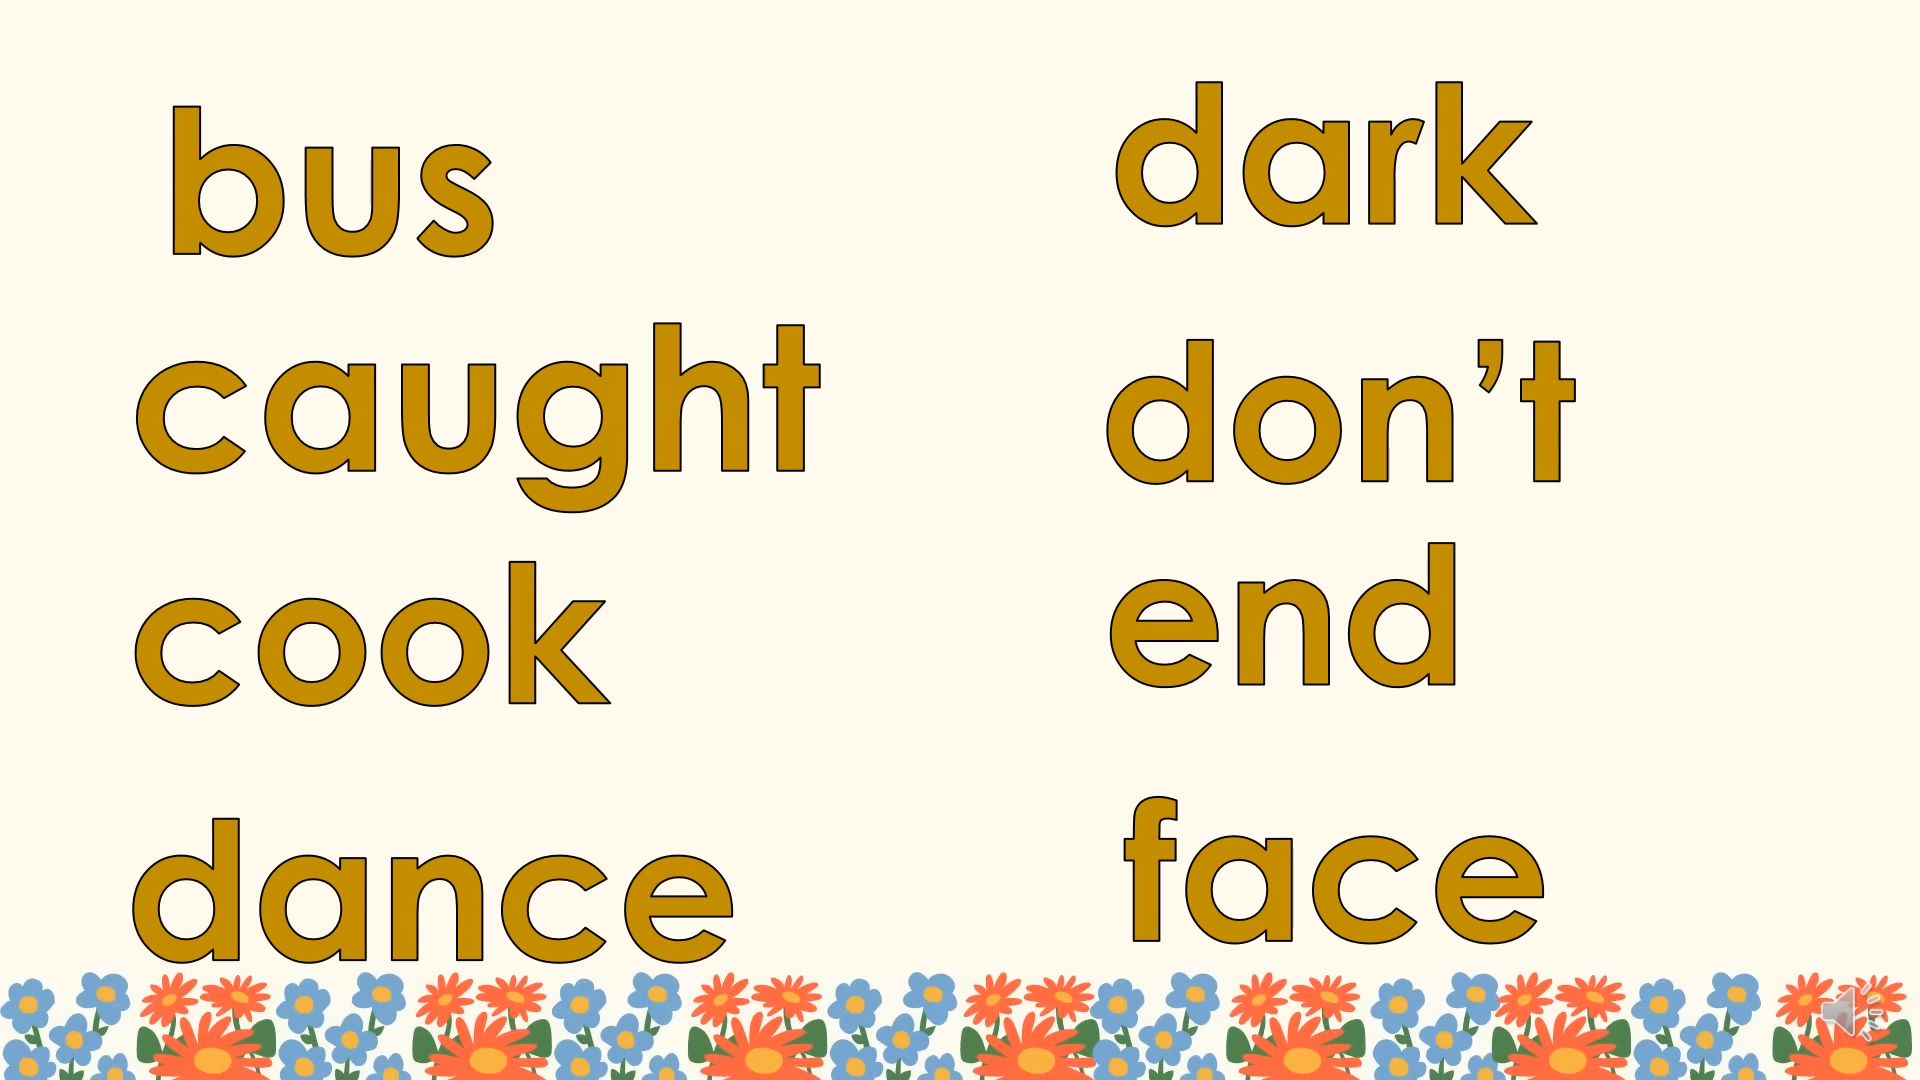 bus
caught
cook
dance
dark
don’t
end
face